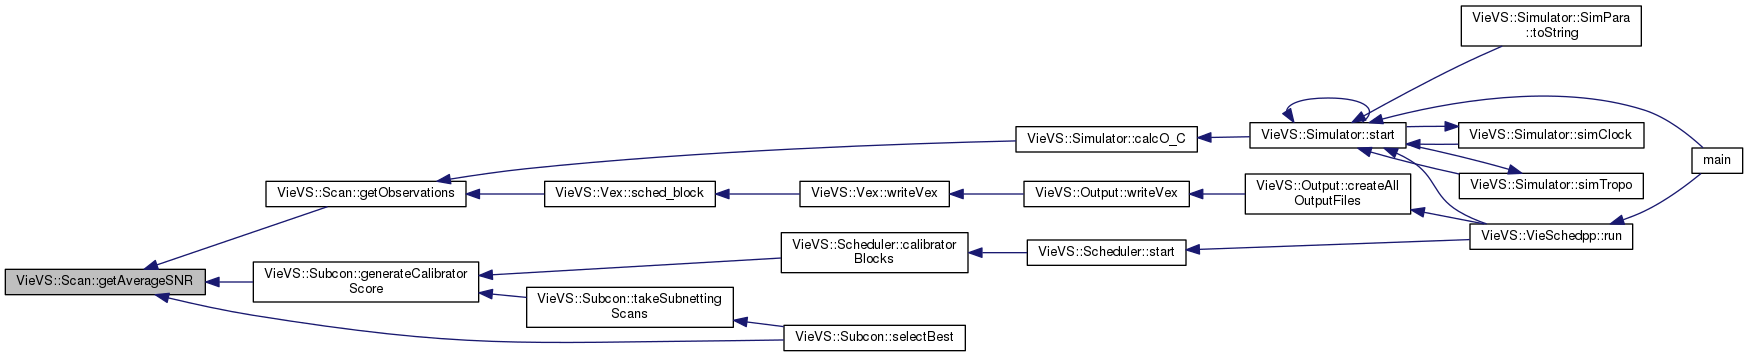 VieVS::Simulator::SimPara
::toString
VieVS::Simulator::calcO_C
VieVS::Simulator::start
VieVS::Simulator::simClock
main
VieVS::Scan::getObservations
VieVS::Vex::sched_block
VieVS::Vex::writeVex
VieVS::Output::writeVex
VieVS::Output::createAll
OutputFiles
VieVS::Simulator::simTropo
VieVS::VieSchedpp::run
VieVS::Scheduler::calibrator
Blocks
VieVS::Scheduler::start
VieVS::Scan::getAverageSNR
VieVS::Subcon::generateCalibrator
Score
VieVS::Subcon::takeSubnetting
Scans
VieVS::Subcon::selectBest